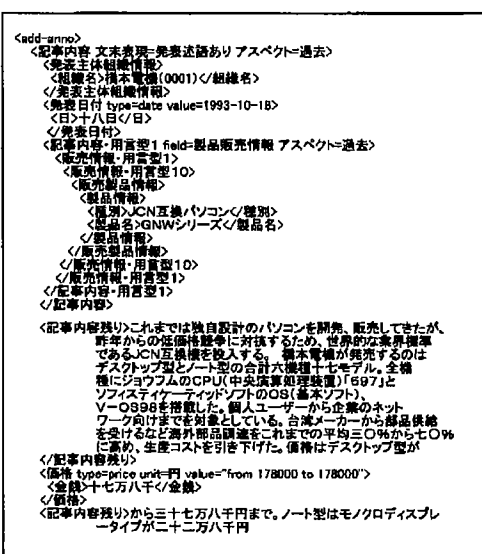 <add-anno>
<記事内容 文末表現=発表述語あり アスペクト=過去>
<発表主体組織情報>
<組織名>橋本電機(0001)</組織名>
</発表主体組織情報>
<発表日付 type=date value=1993-10-18>
<日>十八日</日>
</発表日付>
<記事内容・用言型1 field=製品販売情報 アスペクト=過去>
<販売情報・用言型1>
<販売情報・用言型10>
<販売製品情報>
<製品情報>
<種別>JCN互換パソコン</種別>
<製品名>GNWシリーズ</製品名>
</製品情報>
</販売製品情報>
</販売情報・用言型10>
</販売情報・用言型1>
</記事内容・用言型1>
</記事内容>
<記事内容残り>これまでは独自設計のパソコンを開発、販売してきたが、
昨年からの低価格競争に対抗するため、世界的な業界標準
であるJCN互換機を投入する。 橋本電機が発売するのは
デスクトップ型とノート型の合計六機種十七モデル。全機
種にジョウフムのCPU(中央演算処理装置)「697」と
ソフィスティケーティッドソフトのOS(基本ソフト)、
V－OS98を搭載した。個人ユーザーから企業のネット
ワーク向けまでを対象としている。台湾メーカーから部品供給
を受けるなど海外部品調達をこれまでの平均三〇%から七〇%
に高め、生産コストを引き下げた。価格はデスクトップ型が
</記事内容残り>
<価格 type=price unit=円 value="from 178000 to 178000">
<金銭>十七万八千</金銭>
</価格>
<記事内容残り>から三十七万八千円まで。ノート型はモノクロディスプレ
ータイプが二十二万八千円